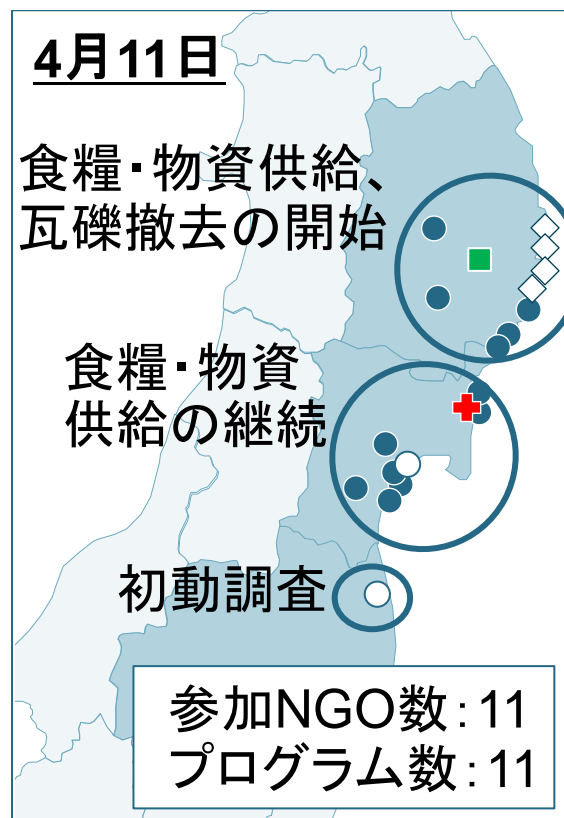 4月11日
食糧・物資供給、
瓦礫撤去の開始
食糧・物資
供給の継続
初動調査
参加NGO数:11
プログラム数:11